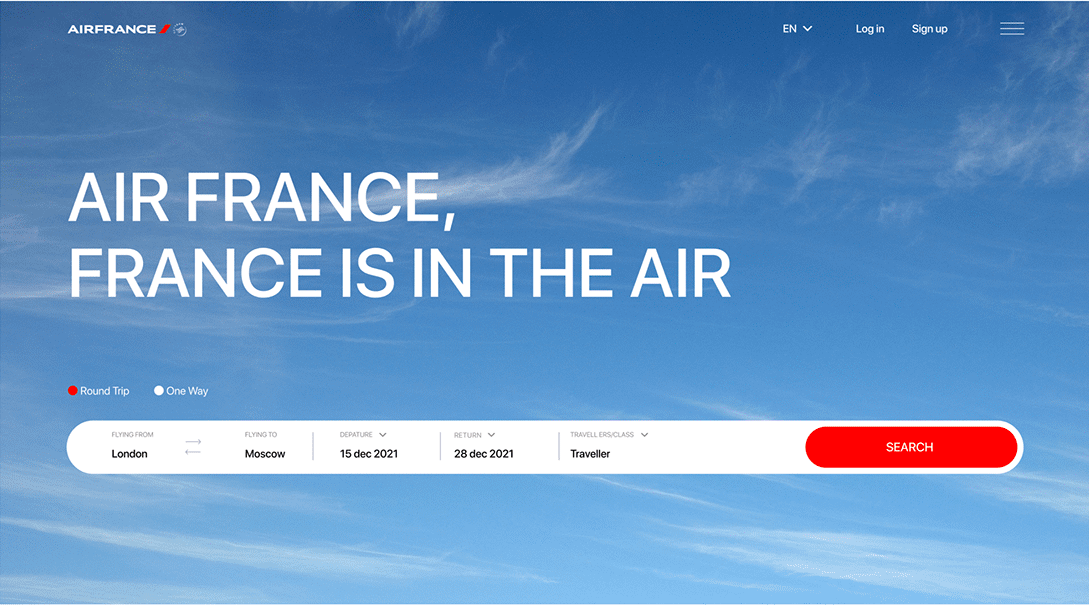 AIRFRANCE
EN
Log in
Sign up
AIR FRANCE,
FRANCE IS IN THE AIR
Round Trip
One Way
FLYING FROM
London
FLYING TO
Moscow
DEPATURE
15 dec 2021
RETURN
28 dec 2021
TRAVELL ERS/CLASS
Traveller
SEARCH